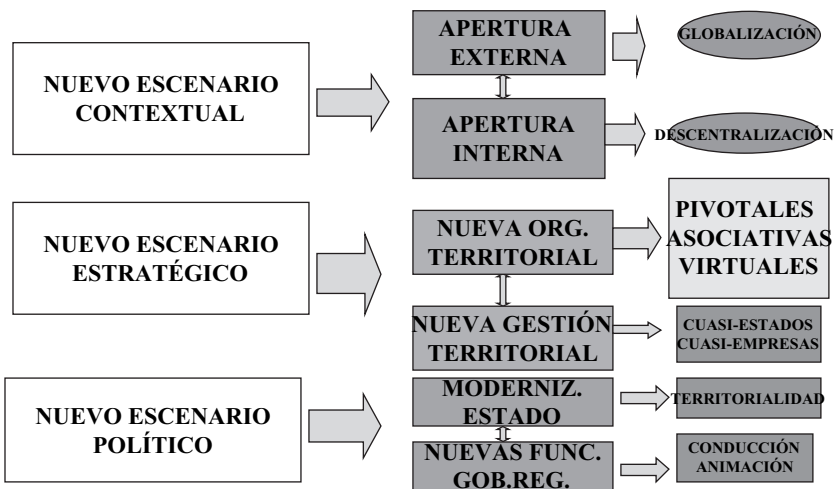 NUEVO ESCENARIO
CONTEXTUAL
APERTURA
EXTERNA
GLOBALIZACIÓN
APERTURA
INTERNA
DESCENTRALIZACIÓN
NUEVO ESCENARIO
ESTRATÉGICO
NUEVA ORG.
TERRITORIAL
PIVOTALES
ASOCIATIVAS
VIRTUALES
NUEVA GESTIÓN
TERRITORIAL
CUASI-ESTADOS
CUASI-EMPRESAS
NUEVO ESCENARIO
POLÍTICO
MODERNIZ.
ESTADO
TERRITORIALIDAD
NUEVAS FUNC.
GOB.REG.
CONDUCCIÓN
ANIMACIÓN